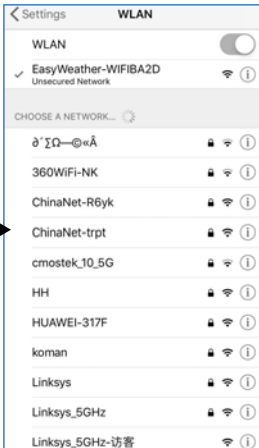 Settings
WLAN
WLAN
EasyWeather-WIFIBA2D
Unsecured Network
CHOOSE A NETWORK...
∂´∑Ω—©«Â
360WiFi-NK
ChinaNet-R6yk
ChinaNet-trpt
cmostek_10_5G
HH
HUAWEI-317F
koman
Linksys
Linksys_5GHz
Linksys_5GHz-访客